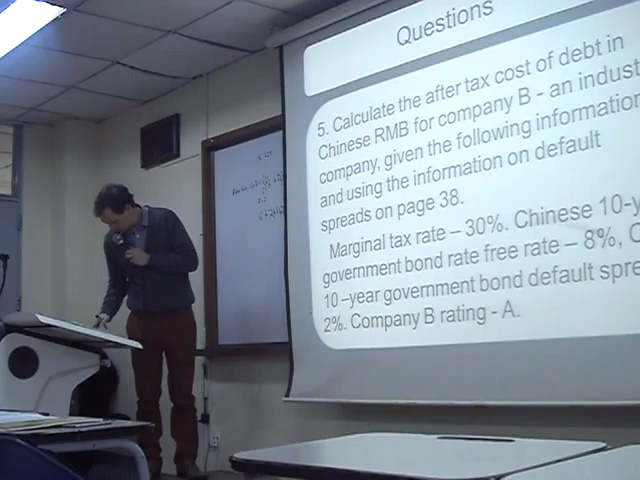 Questions
5. Calculate the after tax cost of debt in
Chinese RMB for company B - an indust
company, given the following information
and using the information on default
spreads on page 38.
Marginal tax rate – 30%. Chinese 10-y
government bond rate free rate – 8%, C
10 –year government bond default spre
2%. Company B rating - A.